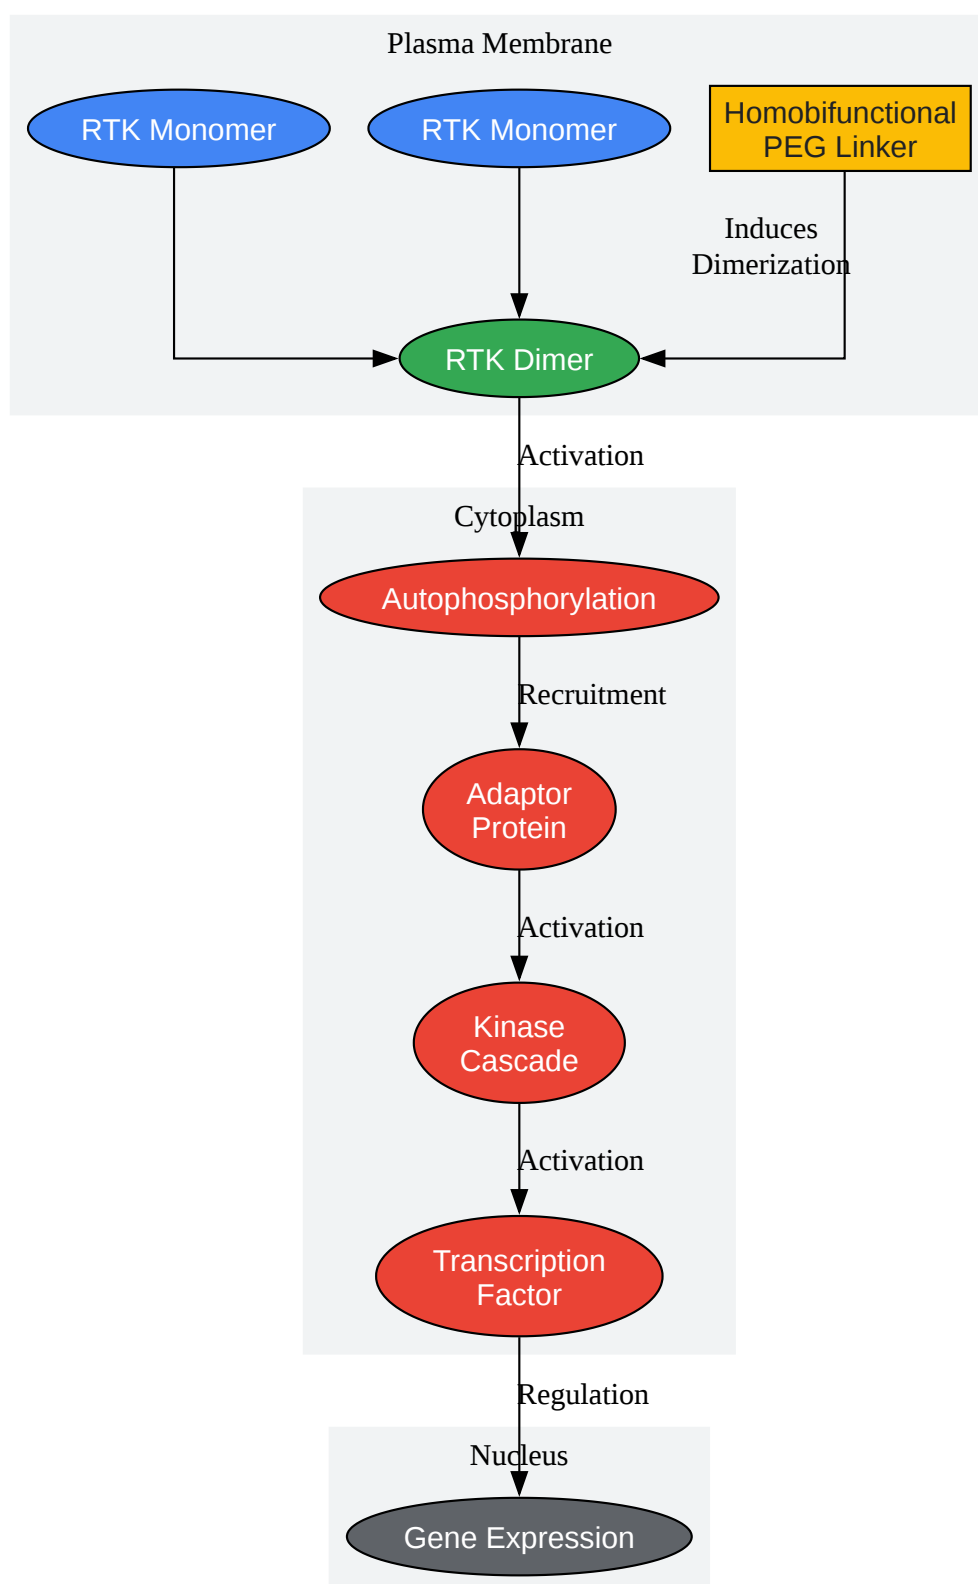 Plasma Membrane
RTK Monomer
RTK Monomer
Homobifunctional
PEG Linker
Induces
Dimerization
RTK Dimer
Activation
Cytoplasm
Autophosphorylation
Recruitment
Adaptor
Protein
Activation
Kinase
Cascade
Activation
Transcription
Factor
Regulation
Nucleus
Gene Expression